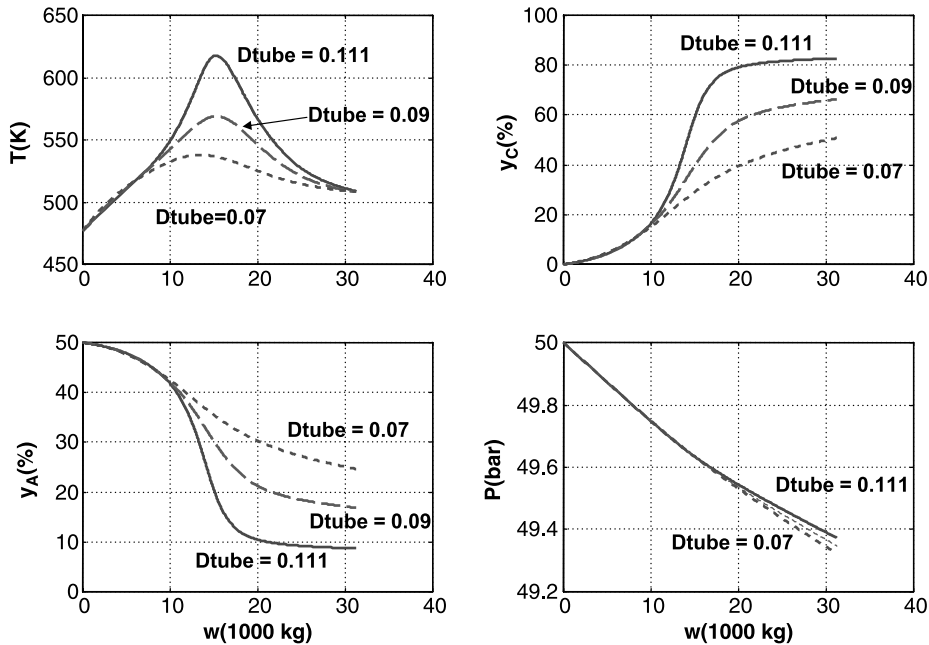 650
600
550
500
450
T(K)
0
10
20
30
40
Dtube = 0.111
Dtube = 0.09
Dtube=0.07
100
80
60
40
20
0
yC(%)
0
10
20
30
40
Dtube = 0.111
Dtube = 0.09
Dtube = 0.07
50
40
30
20
10
0
yA(%)
0
10
20
30
40
w(1000 kg)
Dtube = 0.07
Dtube = 0.09
Dtube = 0.111
50
49.8
49.6
49.4
49.2
P(bar)
0
10
20
30
40
w(1000 kg)
Dtube = 0.111
Dtube = 0.07